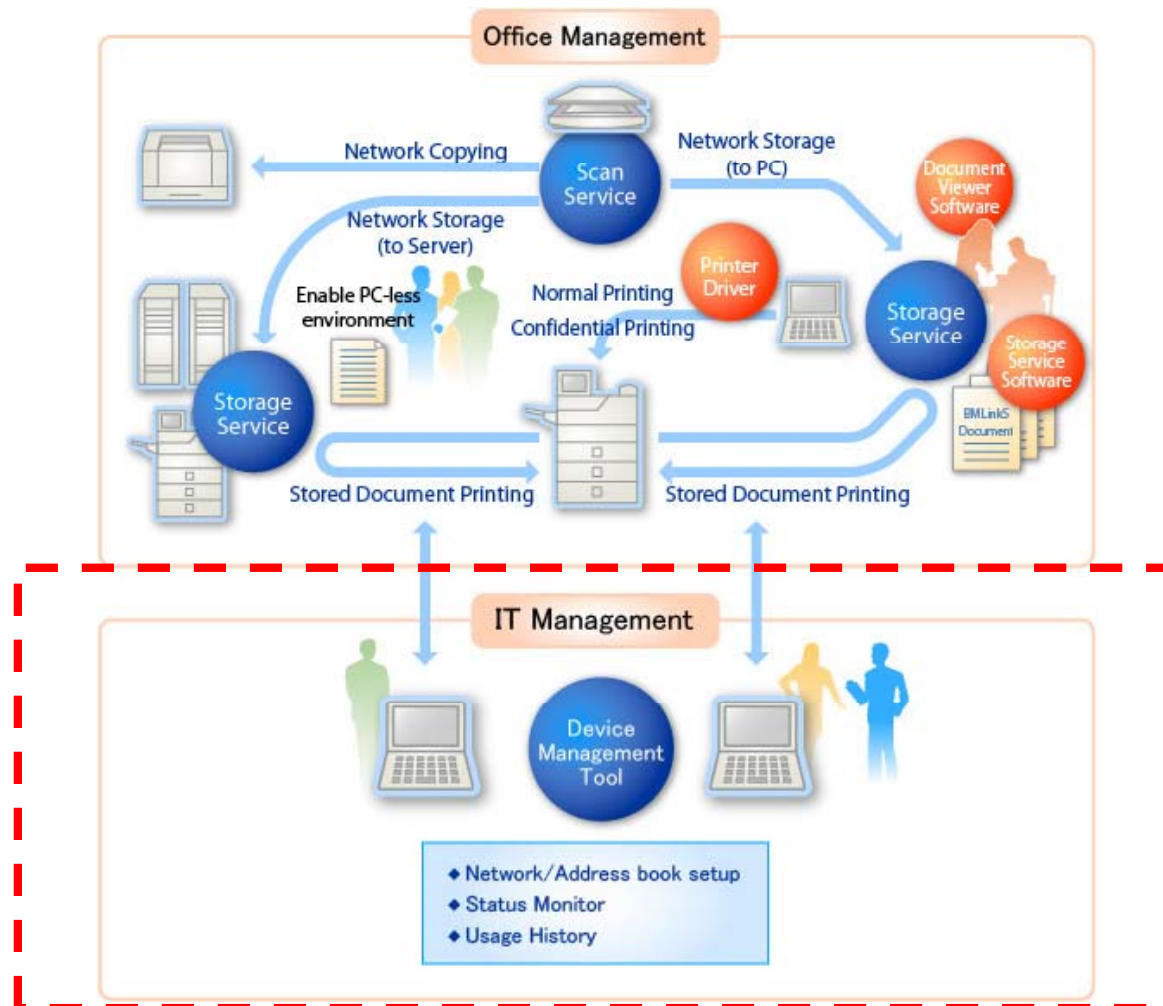 Office Management
Network Copying
Scan
Service
Network Storage
(to PC)
Document
Viewer
Software
Network Storage
(to Server)
Enable PC-less
environment
Printer
Driver
Normal Printing
Confidential Printing
Storage
Service
Storage
Service
Software
BMLinkS
Document
Storage
Service
Stored Document Printing
Stored Document Printing
IT Management
Device
Management
Tool
◆ Network/Address book setup
◆ Status Monitor
◆ Usage History